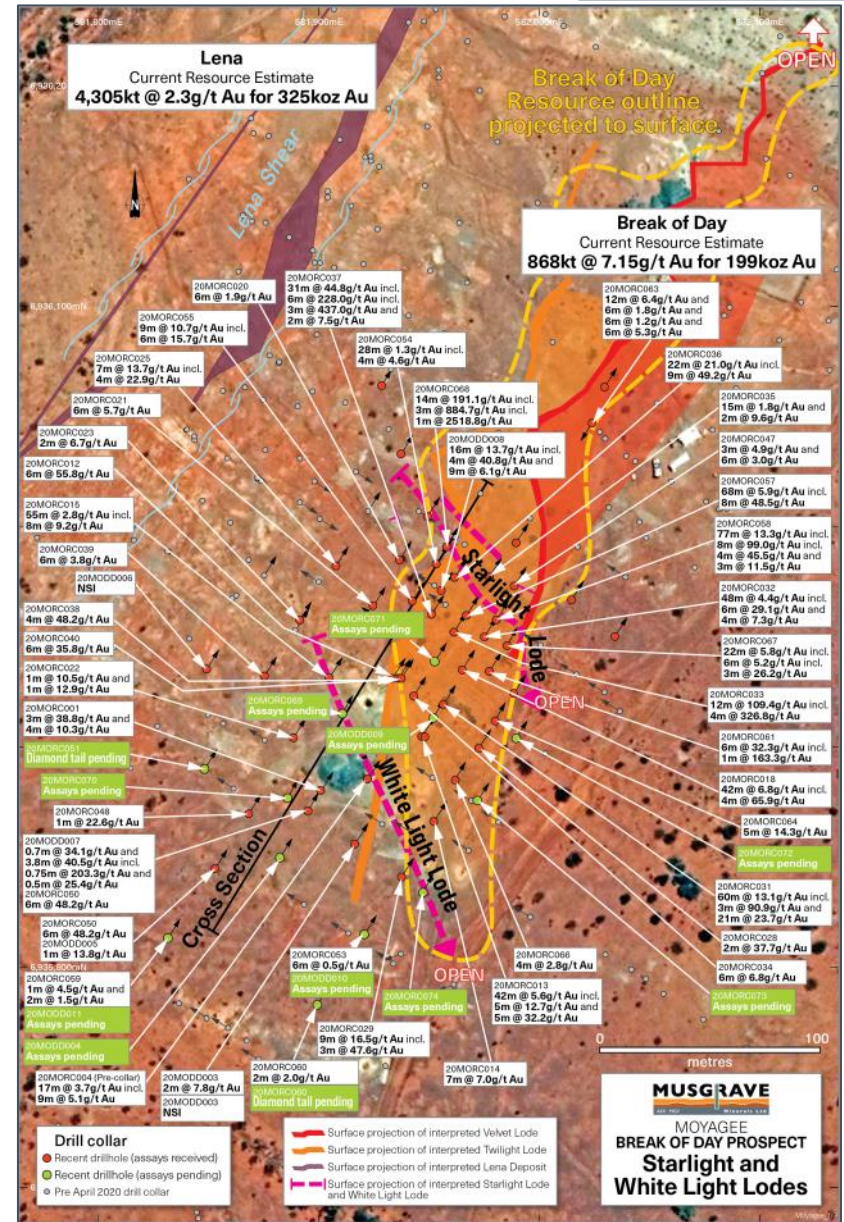 582,000mE
Lena
Current Resource Estimate
4,305kt @ 2.3g/t Au for 325koz Au
OPEN
Break of Day
Resource outline
projected to surface
Lena Shear
N
Break of Day
Current Resource Estimate
868kt @ 7.15g/t Au for 199koz Au
6,936,100mN
20MORC020
6m @ 1.9g/t Au
20MORC037
31m @ 44.8g/t Au incl.
6m @ 228.0g/t Au incl.
3m @ 437.0g/t Au and
2m @ 7.5g/t Au
20MORC063
12m @ 6.4g/t Au and
6m @ 1.8g/t Au and
6m @ 1.2g/t Au and
6m @ 5.3g/t Au
20MORC055
9m @ 10.7g/t Au incl.
6m @ 15.7g/t Au
20MORC054
28m @ 1.3g/t Au incl.
4m @ 4.6g/t Au
20MORC036
22m @ 21.0g/t Au incl.
9m @ 49.2g/t Au
20MORC025
7m @ 13.7g/t Au incl.
4m @ 22.9g/t Au
20MORC068
14m @ 191.1g/t Au incl.
3m @ 884.7g/t Au incl.
1m @ 2518.8g/t Au
20MORC035
15m @ 1.8g/t Au and
2m @ 9.6g/t Au
20MORC021
6m @ 5.7g/t Au
20MORC023
2m @ 6.7g/t Au
20MODD008
16m @ 13.7g/t Au incl.
4m @ 40.8g/t Au and
9m @ 6.1g/t Au
20MORC047
3m @ 4.9g/t Au and
6m @ 3.0g/t Au
20MORC012
6m @ 55.8g/t Au
20MORC057
68m @ 5.9g/t Au incl.
8m @ 48.5g/t Au
20MORC015
55m @ 2.8g/t Au incl.
8m @ 9.2g/t Au
20MORC058
77m @ 13.3g/t Au incl.
8m @ 99.0g/t Au incl.
4m @ 45.5g/t Au and
3m @ 11.5g/t Au
20MORC039
6m @ 3.8g/t Au
20MODD006
NSI
Starlight Lode
20MORC032
48m @ 4.4g/t Au incl.
6m @ 29.1g/t Au and
4m @ 7.3g/t Au
20MORC038
4m @ 48.2g/t Au
20MORC071
Assays pending
20MORC040
6m @ 35.8g/t Au
20MORC067
22m @ 5.8g/t Au incl.
6m @ 5.2g/t Au incl.
3m @ 26.2g/t Au
20MORC022
1m @ 10.5g/t Au and
1m @ 12.9g/t Au
20MORC069
Assays pending
OPEN
20MORC033
12m @ 109.4g/t Au incl.
4m @ 326.8g/t Au
20MORC001
3m @ 38.8g/t Au and
4m @ 10.3g/t Au
20MODD009
Assays pending
20MORC061
6m @ 32.3g/t Au incl.
1m @ 163.3g/t Au
20MORC051
Diamond tail pending
20MORC070
Assays pending
20MORC018
42m @ 6.8g/t Au incl.
4m @ 65.9g/t Au
White Light Lode
20MORC048
1m @ 22.6g/t Au
20MORC064
5m @ 14.3g/t Au
20MODD007
0.7m @ 34.1g/t Au and
3.8m @ 40.5g/t Au incl.
0.75m @ 203.3g/t Au and
0.5m @ 25.4g/t Au
20MORC050
6m @ 48.2g/t Au
20MORC072
Assays pending
20MORC031
60m @ 13.1g/t Au incl.
3m @ 90.9g/t Au and
21m @ 23.7g/t Au
20MORC050
6m @ 48.2g/t Au
20MODD005
1m @ 13.8g/t Au
Cross Section
20MORC028
2m @ 37.7g/t Au
20MORC034
6m @ 6.8g/t Au
20MORC053
6m @ 0.5g/t Au
20MODD010
Assays pending
OPEN
20MORC066
4m @ 2.8g/t Au
20MORC059
1m @ 4.5g/t Au and
2m @ 1.5g/t Au
20MODD011
Assays pending
20MORC074
Assays pending
20MORC013
42m @ 5.6g/t Au incl.
5m @ 12.7g/t Au and
5m @ 32.2g/t Au
20MORC073
Assays pending
20MODD004
Assays pending
20MORC029
9m @ 16.5g/t Au incl.
3m @ 47.6g/t Au
0 100
metres
20MORC004 (Pre-collar)
17m @ 3.7g/t Au incl.
9m @ 5.1g/t Au
20MODD003
2m @ 7.8g/t Au
20MODD003
NSI
20MORC060
2m @ 2.0g/t Au
20MORC060
Diamond tail pending
20MORC014
7m @ 7.0g/t Au
Drill collar
Recent drillhole (assays received)
Recent drillhole (assays pending)
Pre April 2020 drill collar
Surface projection of interpreted Velvet Lode
Surface projection of interpreted Twilight Lode
Surface projection of interpreted Lena Deposit
Surface projection of interpreted Starlight Lode
and White Light Lode
MUSGRAVE
Minerals Ltd
MOYAGEE
BREAK OF DAY PROSPECT
Starlight and
White Light Lodes